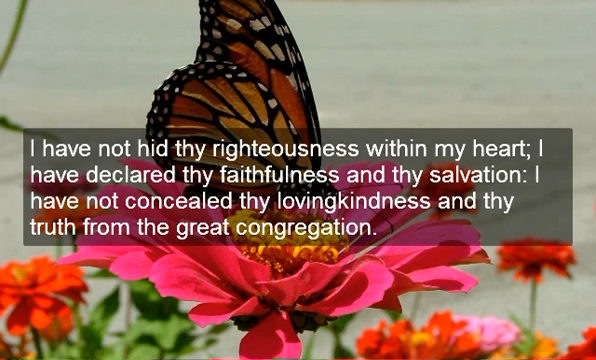 I have not hid thy righteousness within my heart; I
have declared thy faithfulness and thy salvation: I
have not concealed thy lovingkindness and thy
truth from the great congregation.